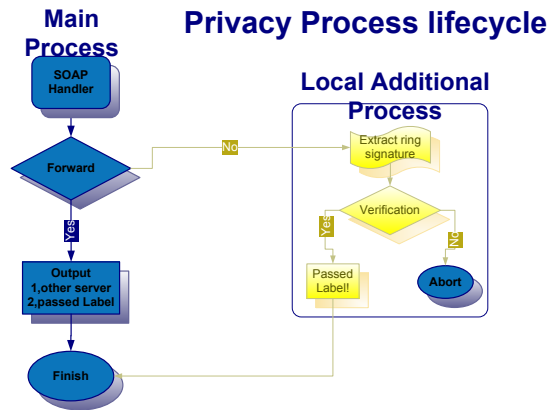 Privacy Process lifecycle
Main
Process
SOAP
Handler
Local Additional
Process
Forward
No
Extract ring
signature
Verification
Yes
Yes
No
Output
1,other server
2,passed Label
Passed
Label!
Abort
Finish